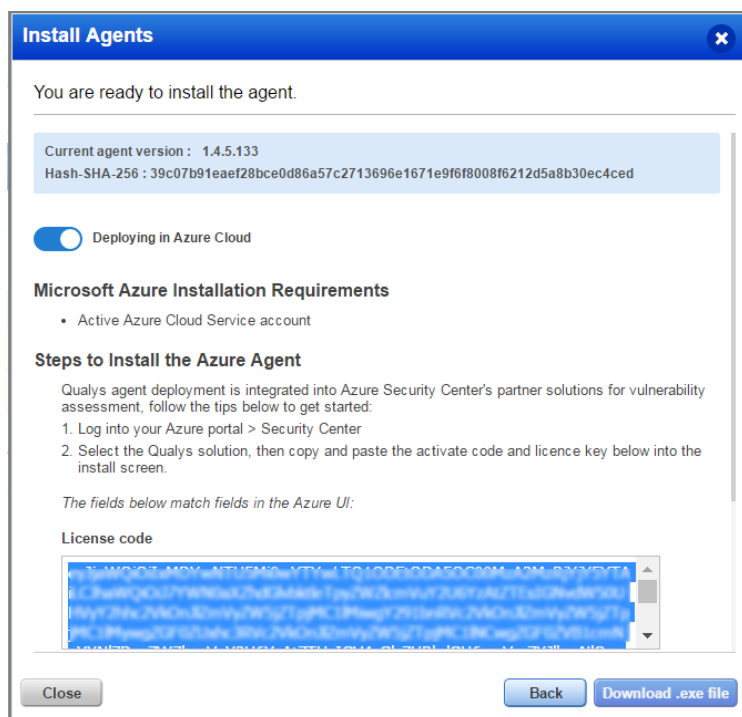 Install Agents
You are ready to install the agent.
Current agent version : 1.4.5.133
Hash-SHA-256 : 39c07b91eaef28bce0d86a57c2713696e1671e9f6f8008f6212d5a8b30ec4ced
Deploying in Azure Cloud
Microsoft Azure Installation Requirements
• Active Azure Cloud Service account
Steps to Install the Azure Agent
Qualys agent deployment is integrated into Azure Security Center's partner solutions for vulnerability
assessment, follow the tips below to get started:
1. Log into your Azure portal > Security Center
2. Select the Qualys solution, then copy and paste the activate code and licence key below into the
install screen.
The fields below match fields in the Azure UI:
License code
Close
Back
Download .exe file